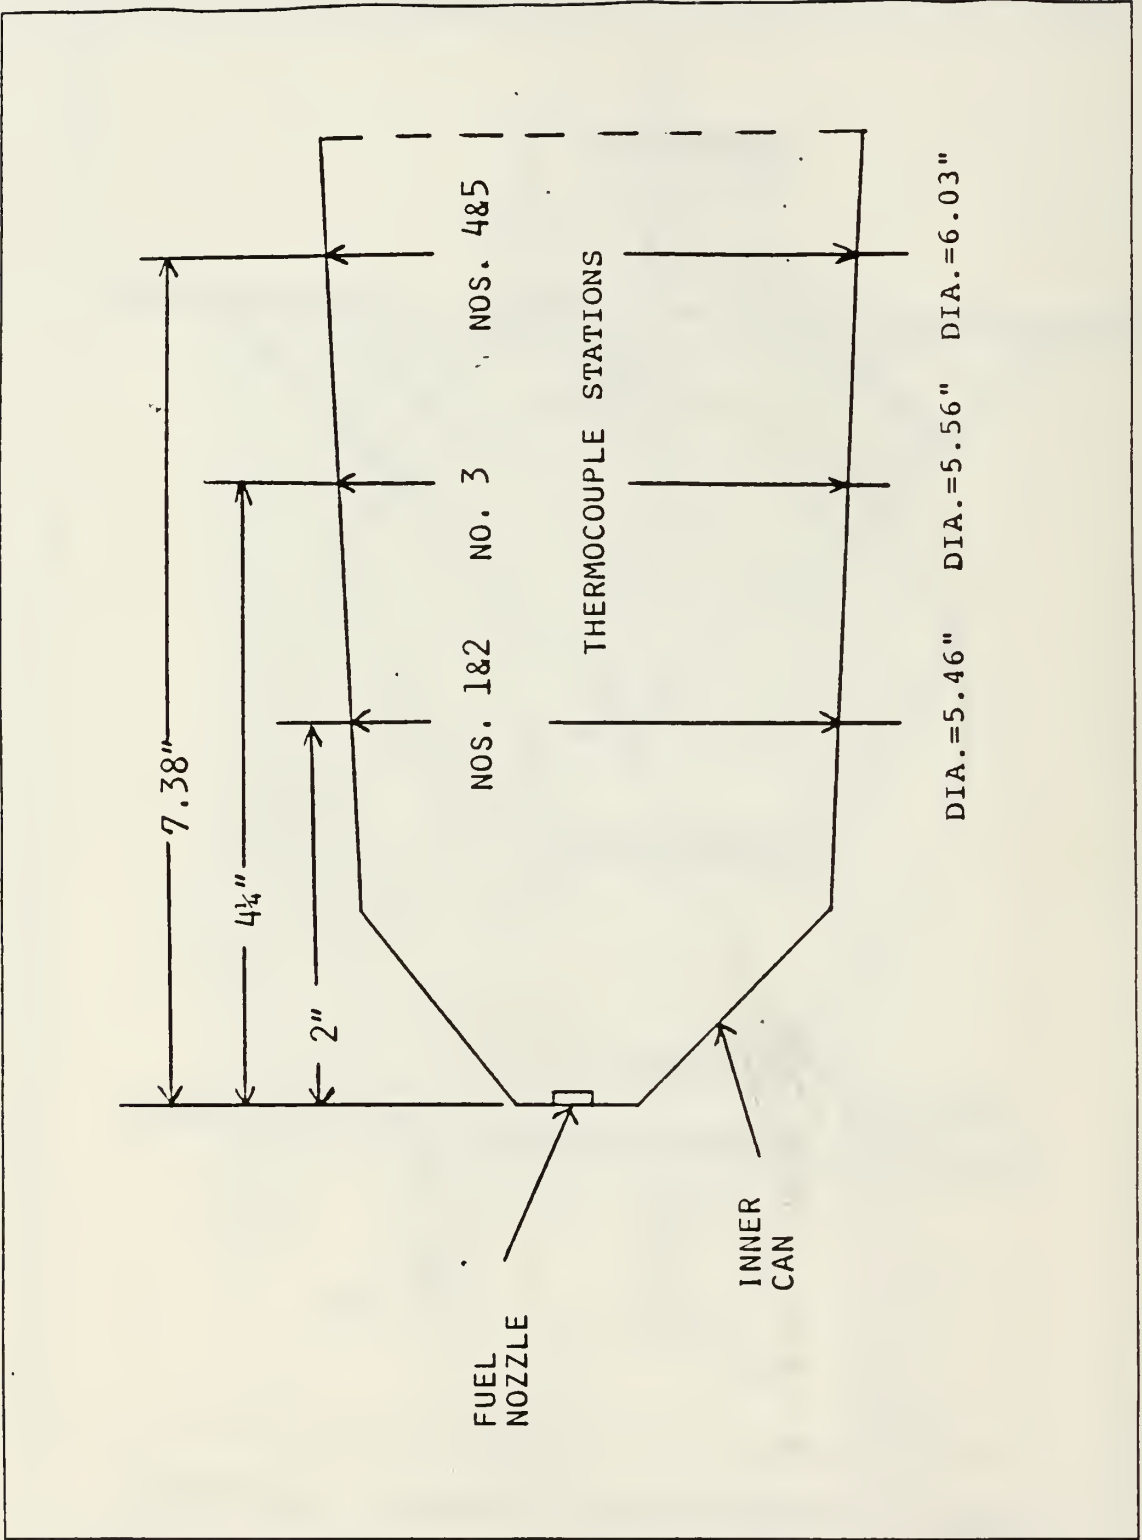 7.38"
4¼"
2"
NOS. 1&2 NO. 3 NOS. 4&5
THERMOCOUPLE STATIONS
FUEL
NOZZLE
INNER
CAN
DIA.=5.46" DIA.=5.56" DIA.=6.03"